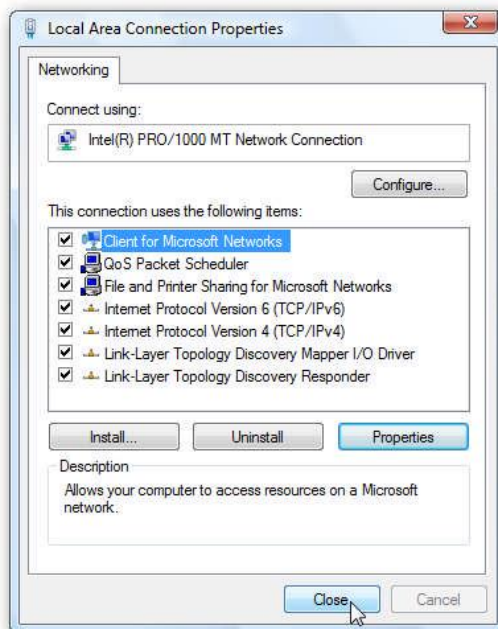 Local Area Connection Properties
Networking
Connect using:
Intel(R) PRO/1000 MT Network Connection
Configure...
This connection uses the following items:
Client for Microsoft Networks
QoS Packet Scheduler
File and Printer Sharing for Microsoft Networks
Internet Protocol Version 6 (TCP/IPv6)
Internet Protocol Version 4 (TCP/IPv4)
Link-Layer Topology Discovery Mapper I/O Driver
Link-Layer Topology Discovery Responder
Install... Uninstall Properties
Description
Allows your computer to access resources on a Microsoft
network.
Close Cancel